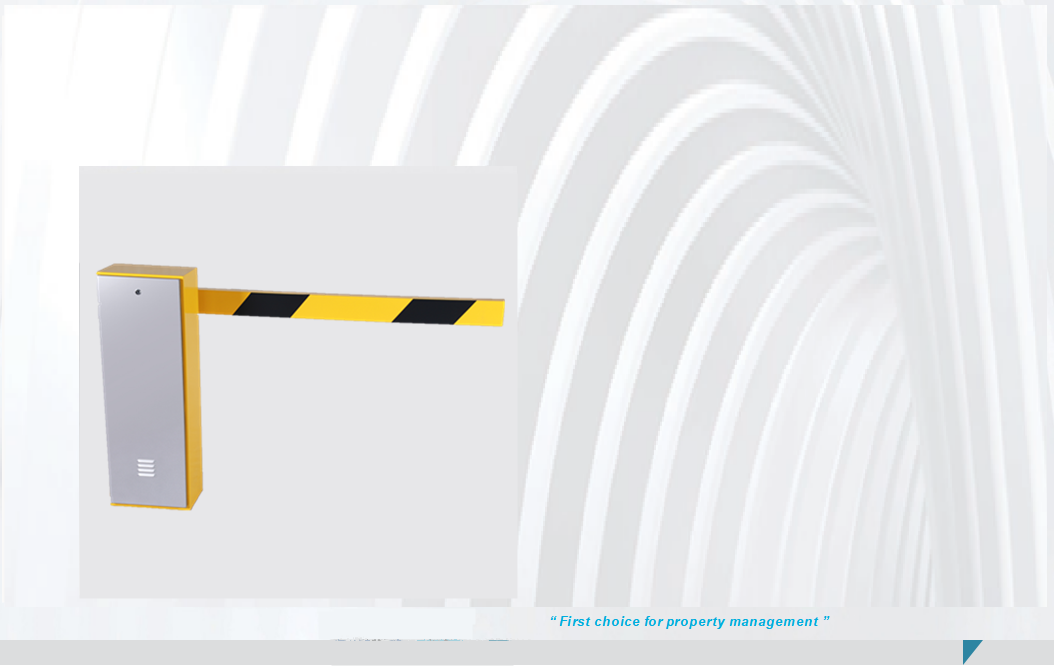 “ First choice for property management ”